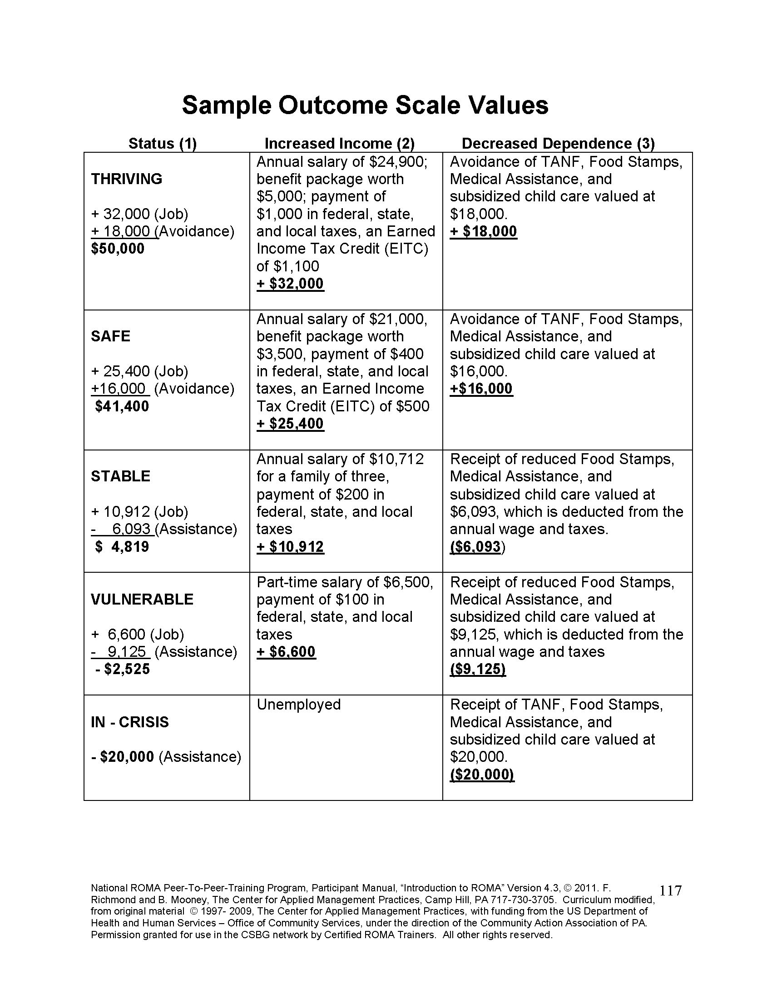 Sample Outcome Scale Values
Status (1)
Increased Income (2)
Decreased Dependence (3)
THRIVING
+ 32,000 (Job)
+ 18,000 (Avoidance)
$50,000
Annual salary of $24,900;
benefit package worth
$5,000; payment of
$1,000 in federal, state,
and local taxes, an Earned
Income Tax Credit (EITC)
of $1,100
+ $32,000
Avoidance of TANF, Food Stamps,
Medical Assistance, and
subsidized child care valued at
$18,000.
+ $18,000
SAFE
+ 25,400 (Job)
+16,000 (Avoidance)
$41,400
Annual salary of $21,000,
benefit package worth
$3,500, payment of $400
in federal, state, and local
taxes, an Earned Income
Tax Credit (EITC) of $500
+ $25,400
Avoidance of TANF, Food Stamps,
Medical Assistance, and
subsidized child care valued at
$16,000.
+$16,000
STABLE
+ 10,912 (Job)
- 6,093 (Assistance)
$ 4,819
Annual salary of $10,712
for a family of three,
payment of $200 in
federal, state, and local
taxes
+ $10,912
Receipt of reduced Food Stamps,
Medical Assistance, and
subsidized child care valued at
$6,093, which is deducted from the
annual wage and taxes.
($6,093)
VULNERABLE
+ 6,600 (Job)
- 9,125 (Assistance)
- $2,525
Part-time salary of $6,500,
payment of $100 in
federal, state, and local
taxes
+ $6,600
Receipt of reduced Food Stamps,
Medical Assistance, and
subsidized child care valued at
$9,125, which is deducted from the
annual wage and taxes
($9,125)
IN - CRISIS
- $20,000 (Assistance)
Unemployed
Receipt of TANF, Food Stamps,
Medical Assistance, and
subsidized child care valued at
$20,000.
($20,000)
National ROMA Peer-To-Peer-Training Program, Participant Manual, “Introduction to ROMA” Version 4.3, © 2011. F.
Richmond and B. Mooney, The Center for Applied Management Practices, Camp Hill, PA 717-730-3705. Curriculum modified,
from original material © 1997- 2009, The Center for Applied Management Practices, with funding from the US Department of
Health and Human Services – Office of Community Services, under the direction of the Community Action Association of PA.
Permission granted for use in the CSBG network by Certified ROMA Trainers. All other rights reserved.
117